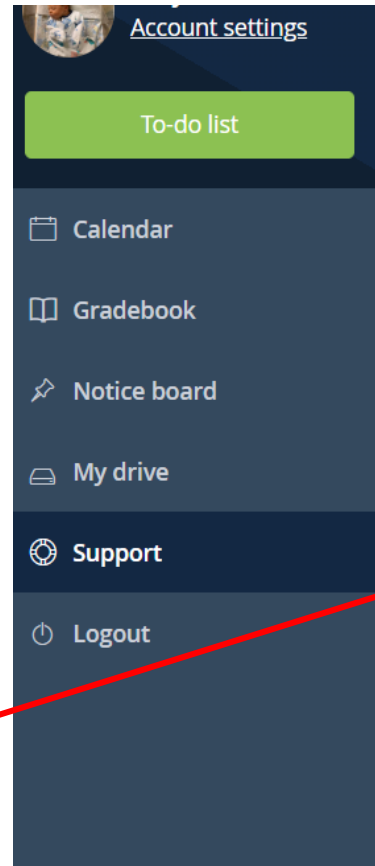 Account settings
To-do list
Calendar
Gradebook
Notice board
My drive
Support
Logout